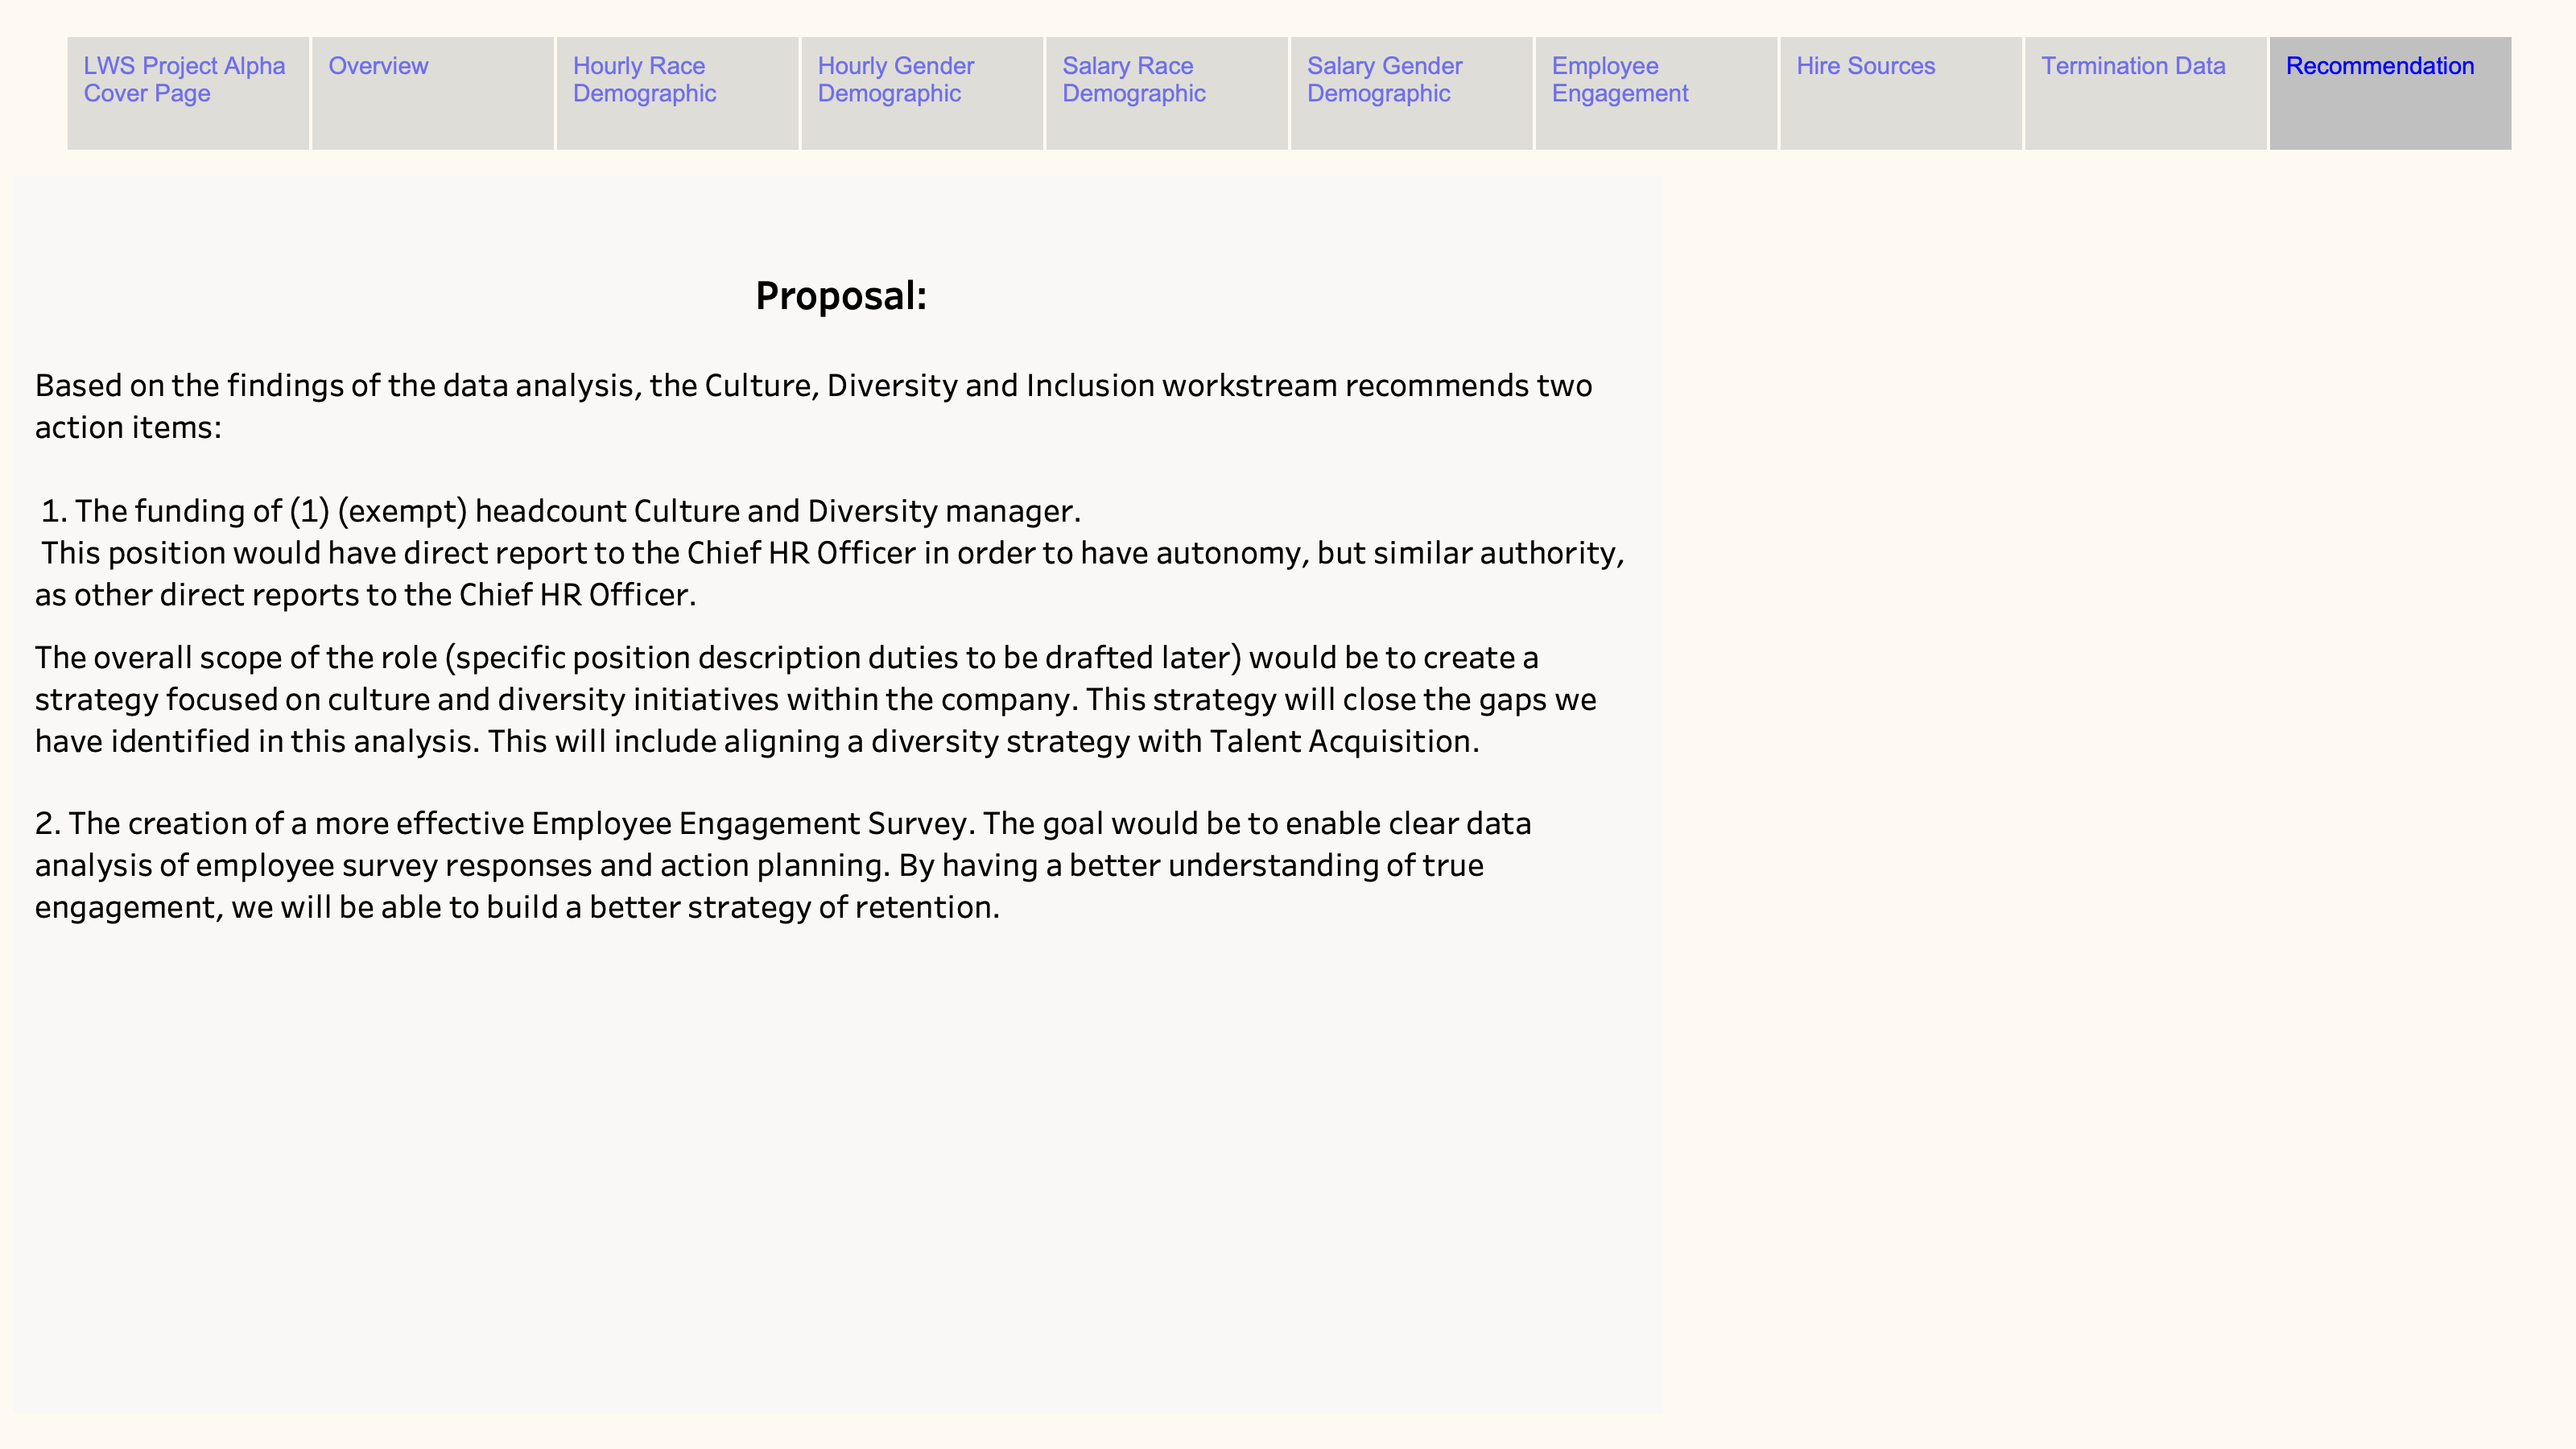 LWS Project Alpha
Cover Page
Overview
Hourly Race
Demographic
Hourly Gender
Demographic
Salary Race
Demographic
Salary Gender
Demographic
Employee
Engagement
Hire Sources
Termination Data
Recommendation
Proposal:
Based on the findings of the data analysis, the Culture, Diversity and Inclusion workstream recommends two
action items:
1. The funding of (1) (exempt) headcount Culture and Diversity manager.
This position would have direct report to the Chief HR Officer in order to have autonomy, but similar authority,
as other direct reports to the Chief HR Officer.
The overall scope of the role (specific position description duties to be drafted later) would be to create a
strategy focused on culture and diversity initiatives within the company. This strategy will close the gaps we
have identified in this analysis. This will include aligning a diversity strategy with Talent Acquisition.
2. The creation of a more effective Employee Engagement Survey. The goal would be to enable clear data
analysis of employee survey responses and action planning. By having a better understanding of true
engagement, we will be able to build a better strategy of retention.